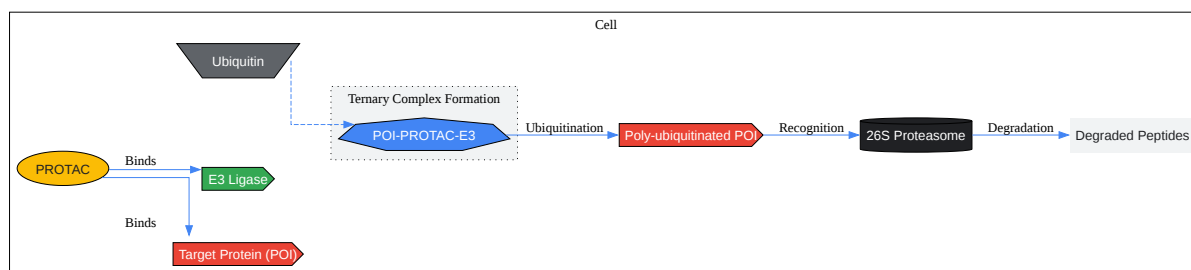 Cell
Ubiquitin
Ternary Complex Formation
POI-PROTAC-E3
Ubiquitination
Poly-ubiquitinated POI
Recognition
26S Proteasome
Degradation
Degraded Peptides
PROTAC
Binds
E3 Ligase
Binds
Target Protein (POI)